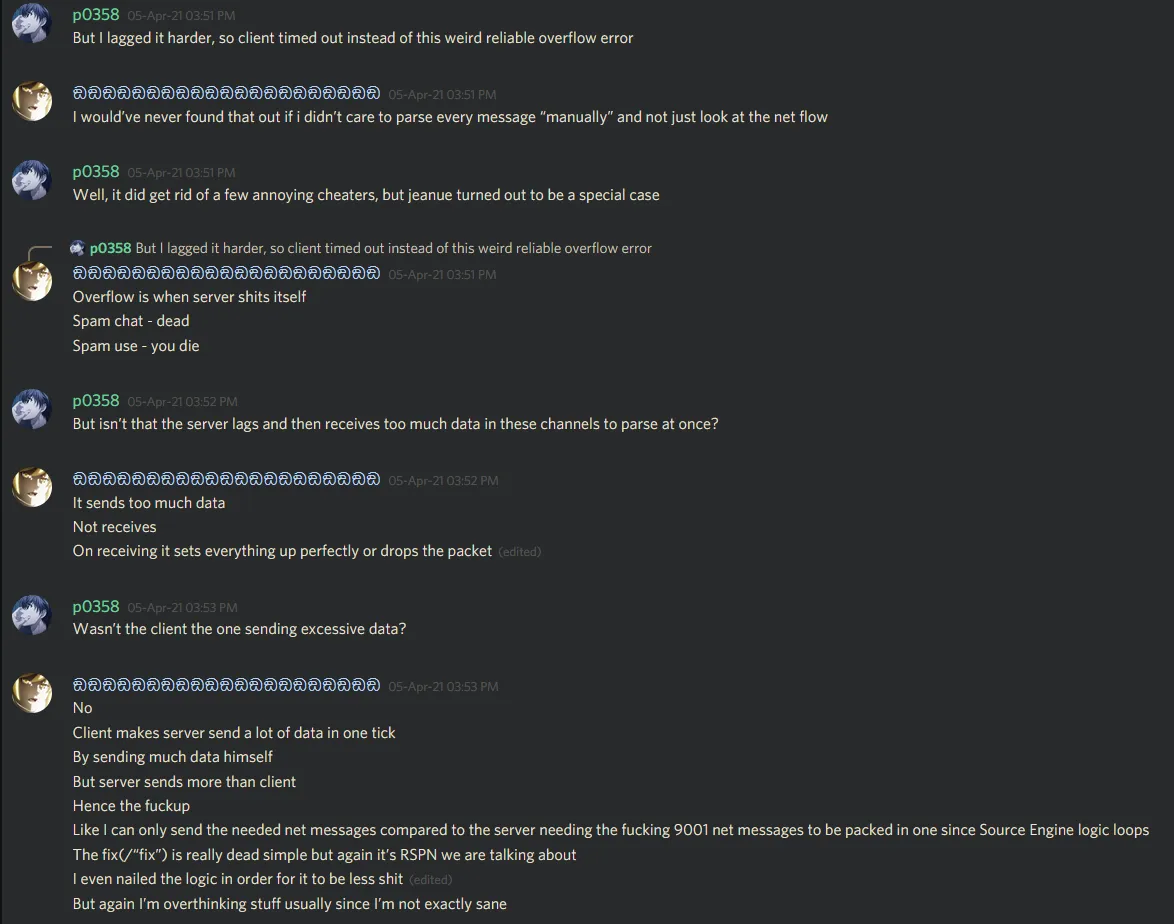 p0358 05-Apr-21 03:51 PM
But I lagged it harder, so client timed out instead of this weird reliable overflow error
05-Apr-21 03:51 PM
I would've never found that out if i didn't care to parse every message “manually” and not just look at the net flow
p0358 05-Apr-21 03:51 PM
Well, it did get rid of a few annoying cheaters, but jeanue turned out to be a special case
p0358 But I lagged it harder, so client timed out instead of this weird reliable overflow error
05-Apr-21 03:51 PM
Overflow is when server shits itself
Spam chat - dead
Spam use - you die
p0358 05-Apr-21 03:52 PM
But isn't that the server lags and then receives too much data in these channels to parse at once?
05-Apr-21 03:52 PM
It sends too much data
Not receives
On receiving it sets everything up perfectly or drops the packet (edited)
p0358 05-Apr-21 03:53 PM
Wasn't the client the one sending excessive data?
05-Apr-21 03:53 PM
No
Client makes server send a lot of data in one tick
By sending much data himself
But server sends more than client
Hence the fuckup
Like I can only send the needed net messages compared to the server needing the fucking 9001 net messages to be packed in one since Source Engine logic loops
The fix(/“fix”) is really dead simple but again it's RSPN we are talking about
I even nailed the logic in order for it to be less shit (edited)
But again I'm overthinking stuff usually since I'm not exactly sane